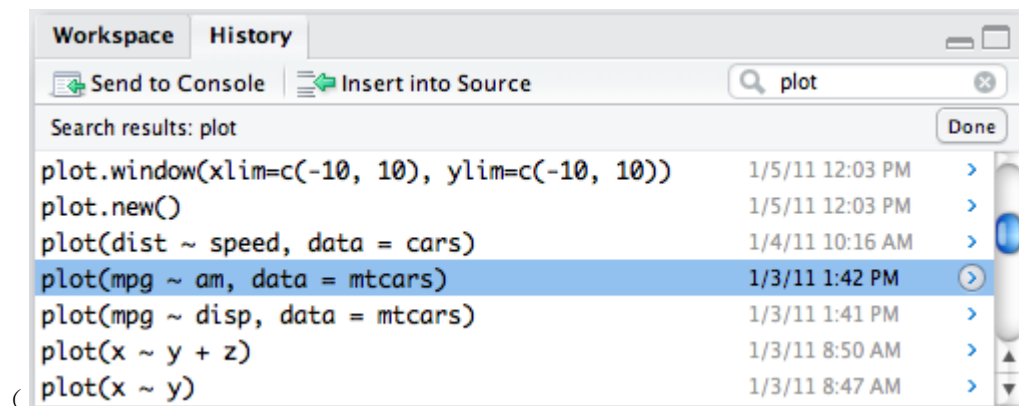 Workspace History
Send to Console Insert into Source plot
Search results: plot Done
plot.window(xlim=c(-10, 10), ylim=c(-10, 10)) 1/5/11 12:03 PM
plot.new() 1/5/11 12:03 PM
plot(dist ~ speed, data = cars) 1/4/11 10:16 AM
plot(mpg ~ am, data = mtcars) 1/3/11 1:42 PM
plot(mpg ~ disp, data = mtcars) 1/3/11 1:41 PM
plot(x ~ y + z) 1/3/11 8:50 AM
( plot(x ~ y) 1/3/11 8:47 AM